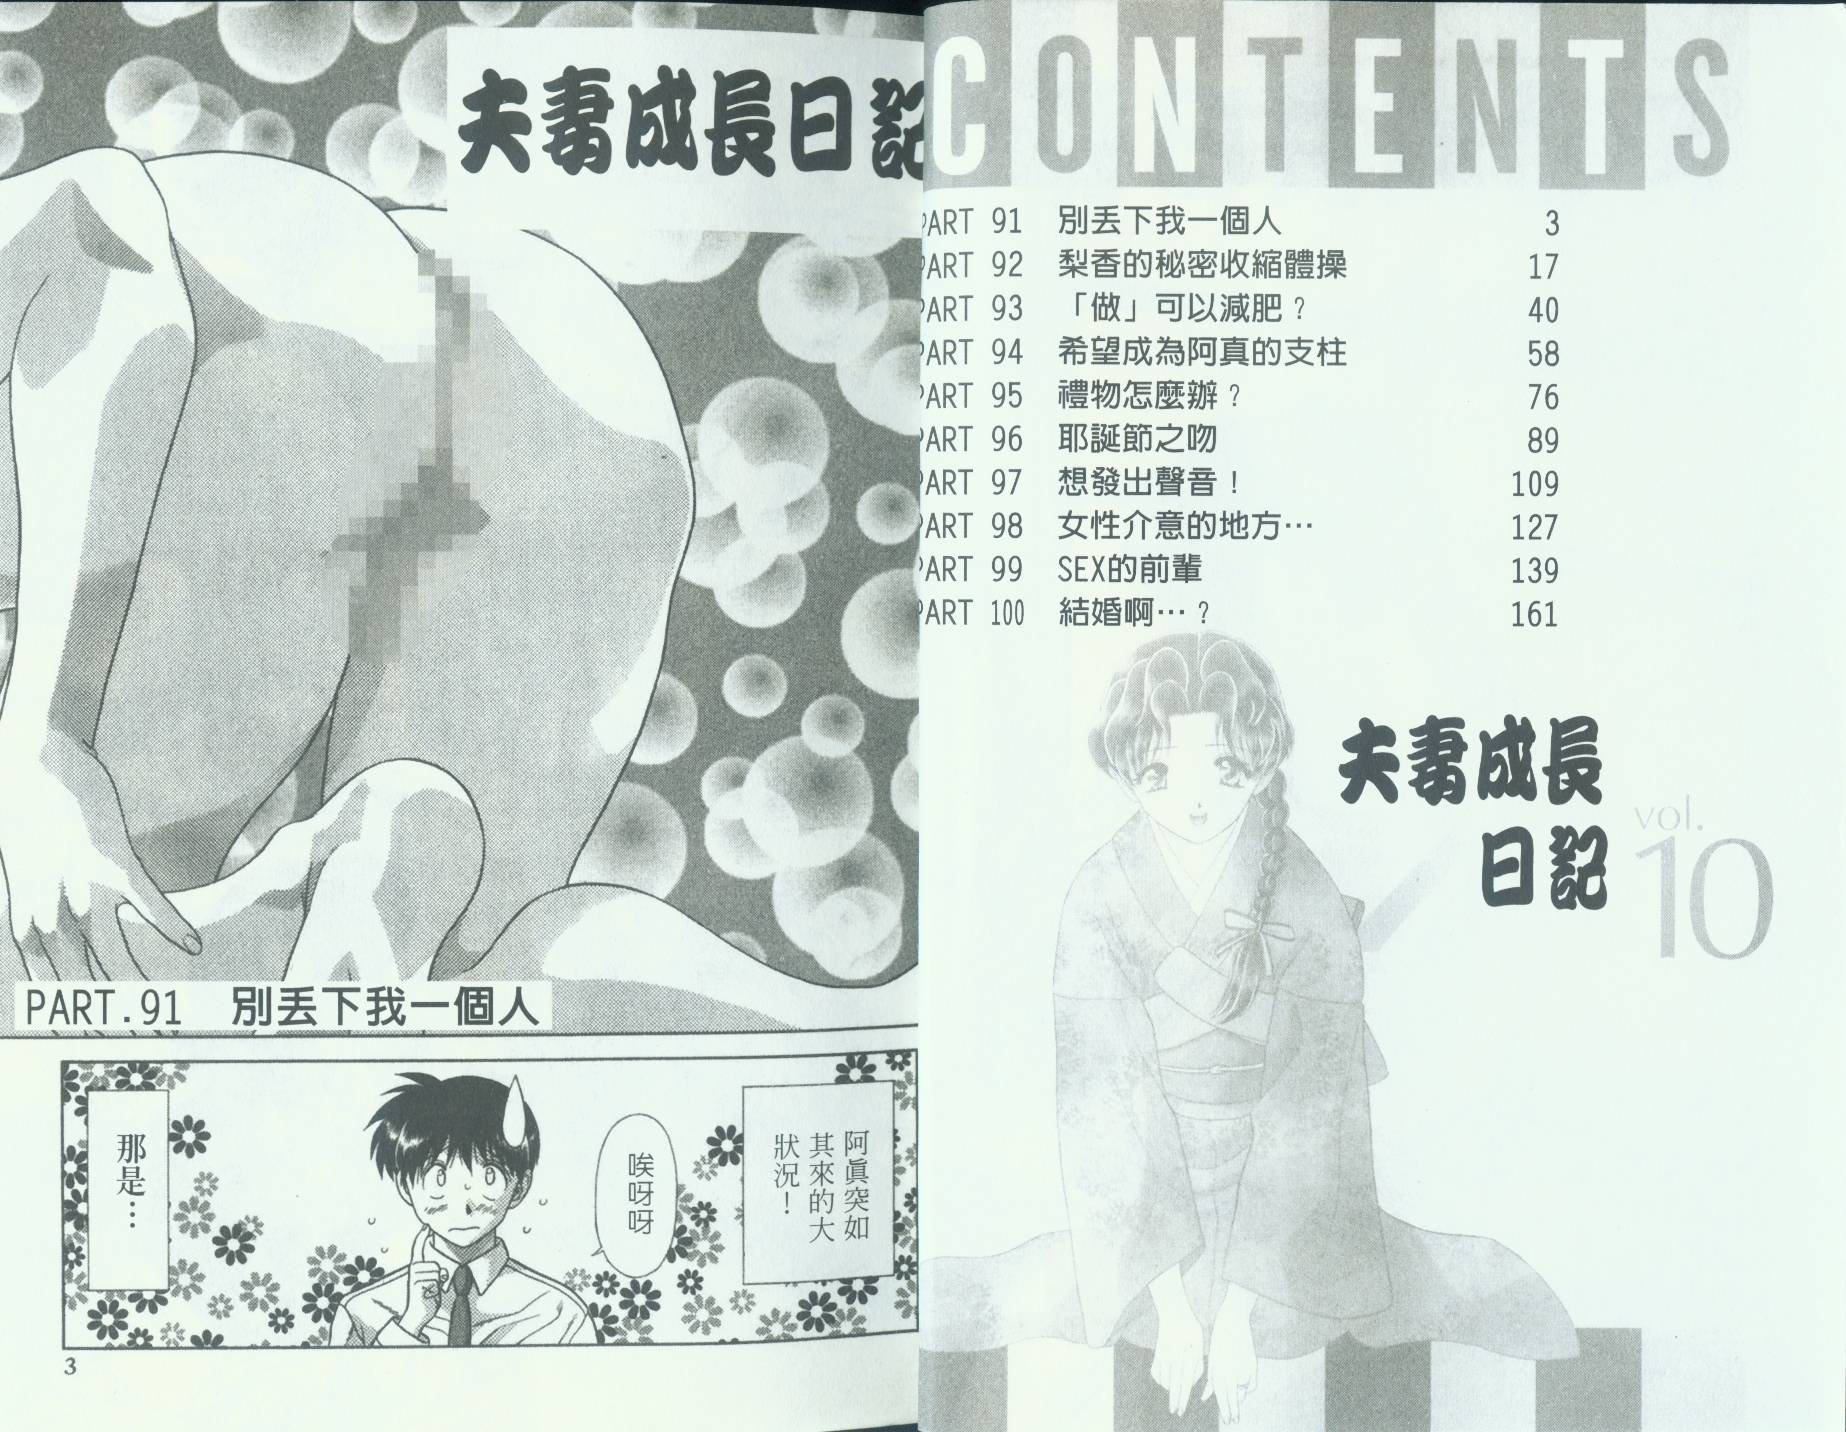 CONTENTS
PART 91 別丟下我一個人 3
PART 92 梨香的秘密收縮體操 17
PART 93 「做」可以減肥？ 40
PART 94 希望成為阿真的支柱 58
PART 95 禮物怎麼辦？ 76
PART 96 耶誕節之吻 89
PART 97 想發出聲音！ 109
PART 98 女性介意的地方… 127
PART 99 SEX的前輩 139
PART 100 結婚啊…？ 161
夫妻成長
日記
vol.
10
夫妻成長日記
PART.91 別丟下我一個人
阿眞突如
其來的大
狀況！
唉呀呀
那是…
3